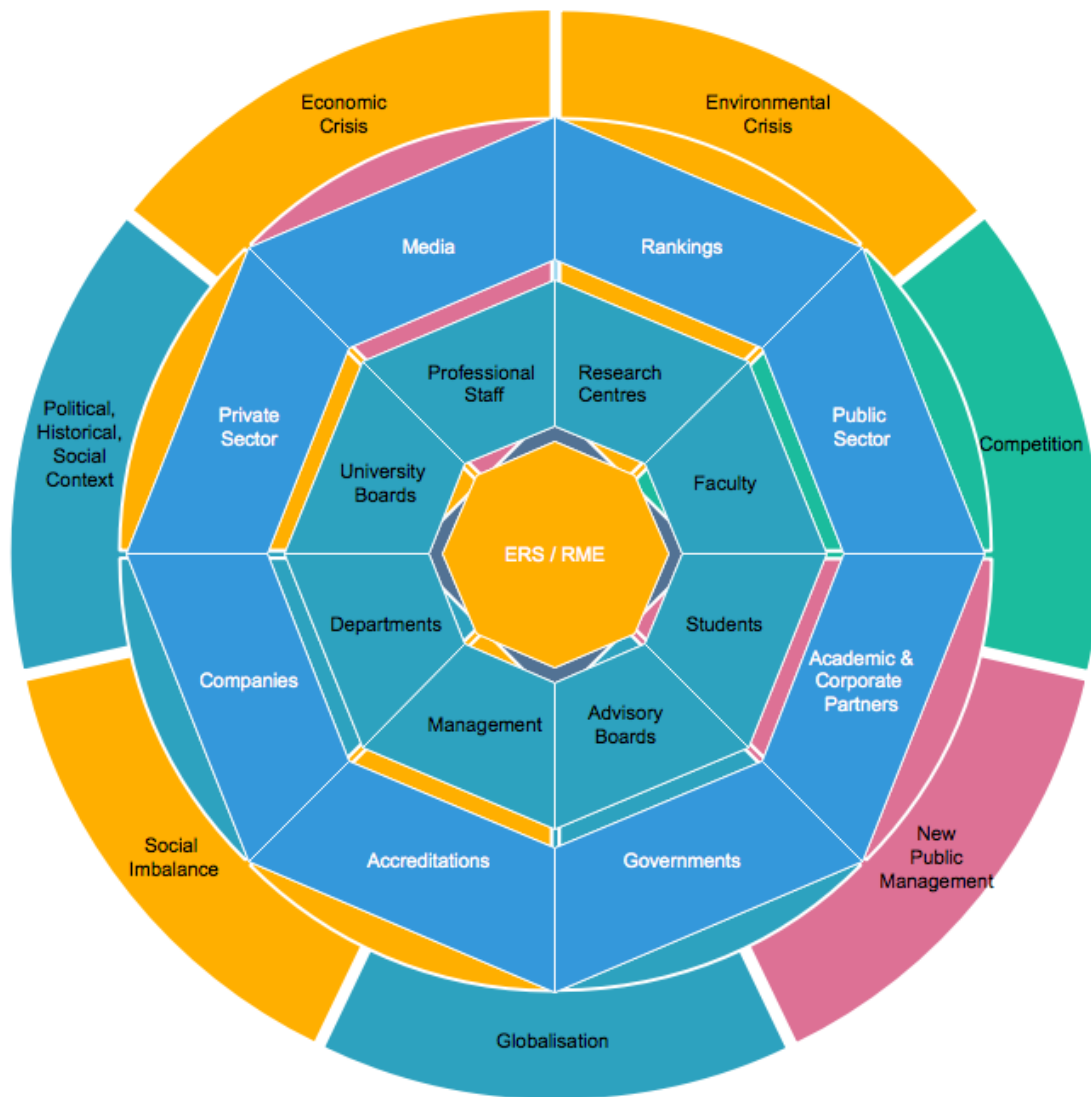 Economic
Crisis
Environmental
Crisis
Media
Rankings
Professional
Staff
Research
Centres
Political,
Historical,
Social
Context
Private
Sector
Public
Sector
Competition
University
Boards
Faculty
ERS / RME
Departments
Students
Companies
Academic &
Corporate
Partners
Management
Advisory
Boards
Social
Imbalance
Accreditations
Governments
New
Public
Management
Globalisation